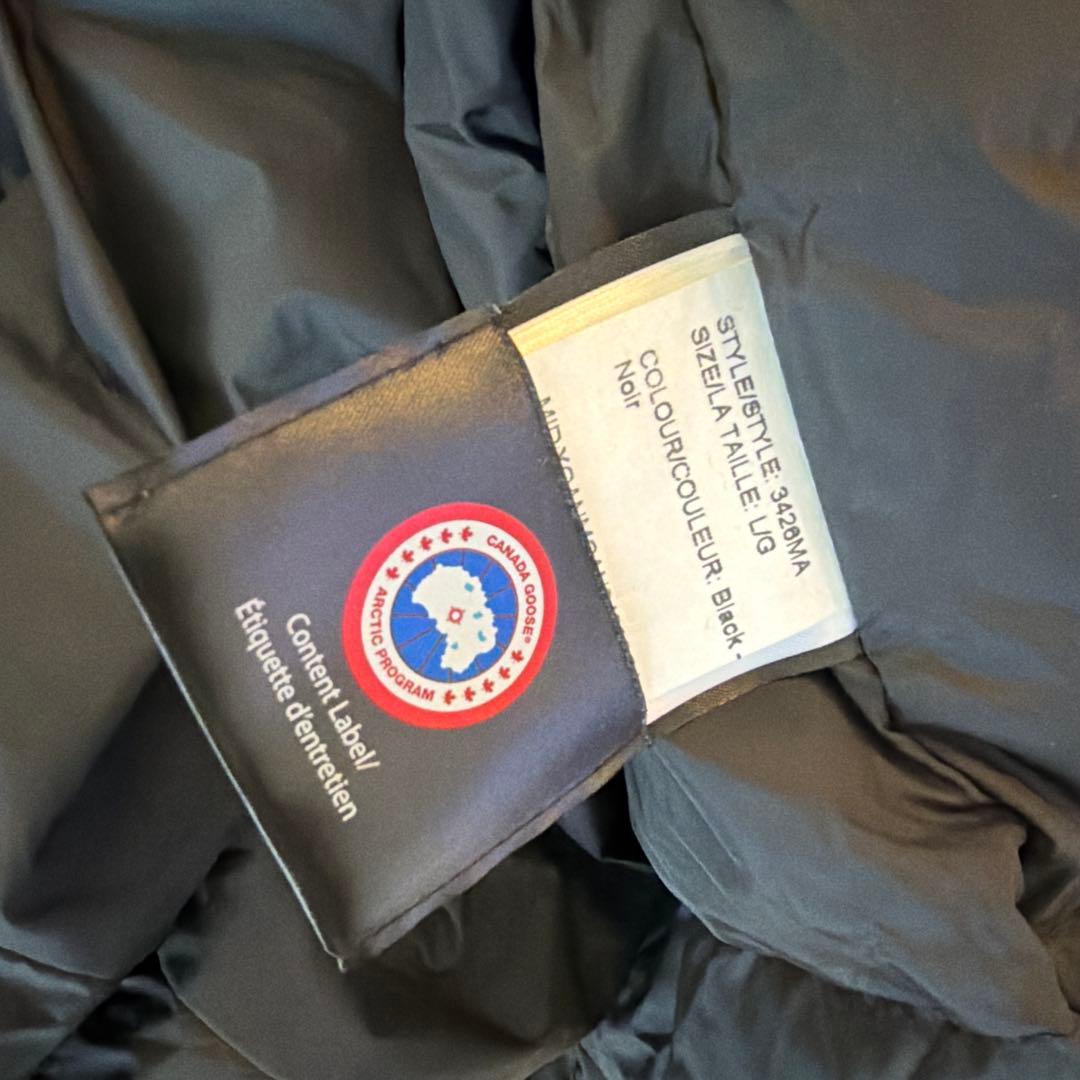 STYLE/STYLE: 3426MA
SIZE/LA TAILLE: L/G
COLOUR/COULEUR: Black -
Noir
CANADA GOOSE®
ARCTIC PROGRAM
Content Label/
Étiquette d'entretien